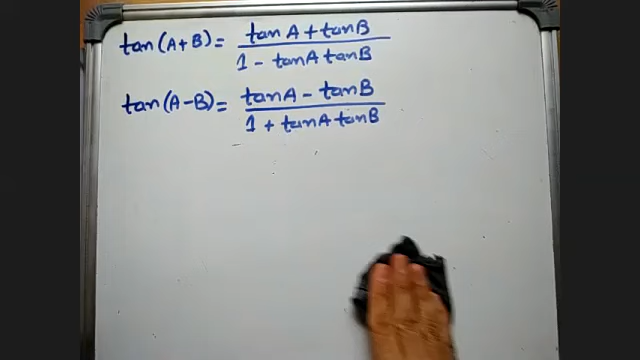 tan(A+B) = tanA + tanB / 1 - tanA tanB
tan(A-B) = tanA - tanB / 1 + tanA tanB